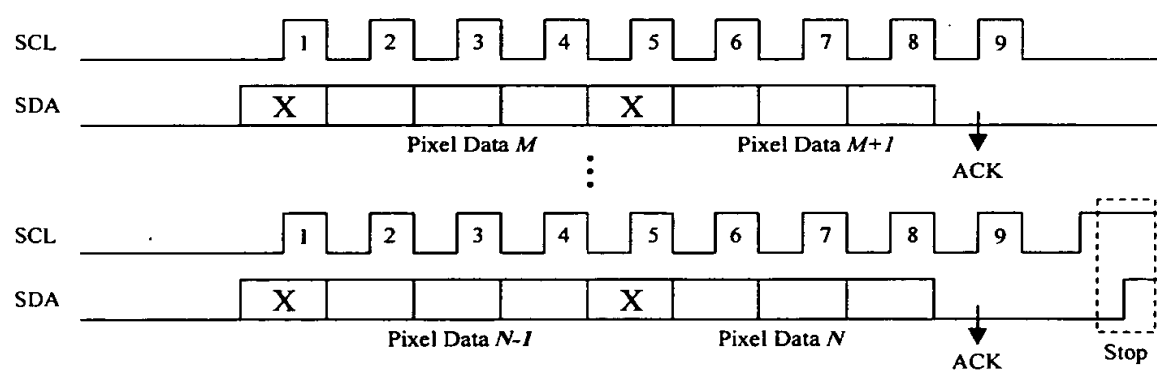 SCL 1 2 3 4 5 6 7 8 9
SDA X X
Pixel Data M Pixel Data M+1
ACK
SCL 1 2 3 4 5 6 7 8 9
SDA X X
Pixel Data N-1 Pixel Data N
ACK Stop